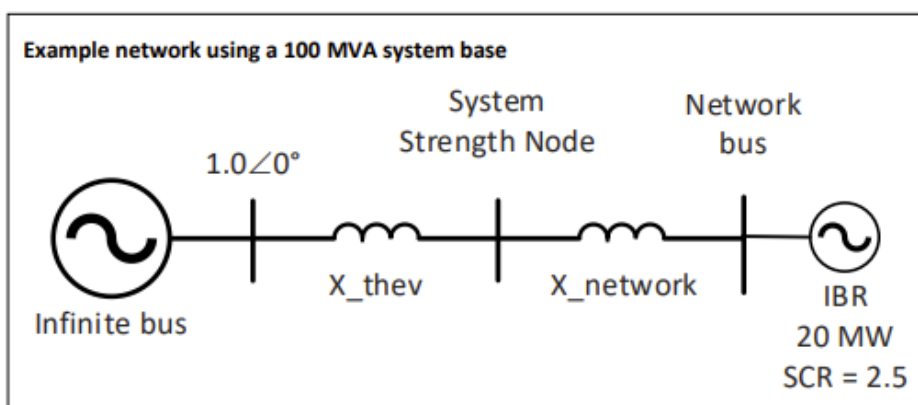 Example network using a 100 MVA system base
System
Strength Node
Network
bus
1.0∠0°
X_thev
X_network
Infinite bus
IBR
20 MW
SCR = 2.5